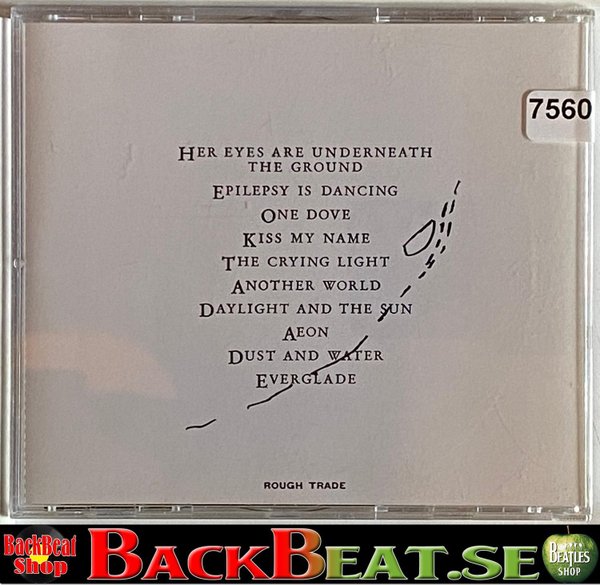 7560
HER EYES ARE UNDERNEATH
THE GROUND
EPILEPSY IS DANCING
ONE DOVE
KISS MY NAME
THE CRYING LIGHT
ANOTHER WORLD
DAYLIGHT AND THE SUN
AEON
DUST AND WATER
EVERGLADE
ROUGH TRADE
BackBeat
Shop
BACKBEAT.SE
BEATLES
SHOP